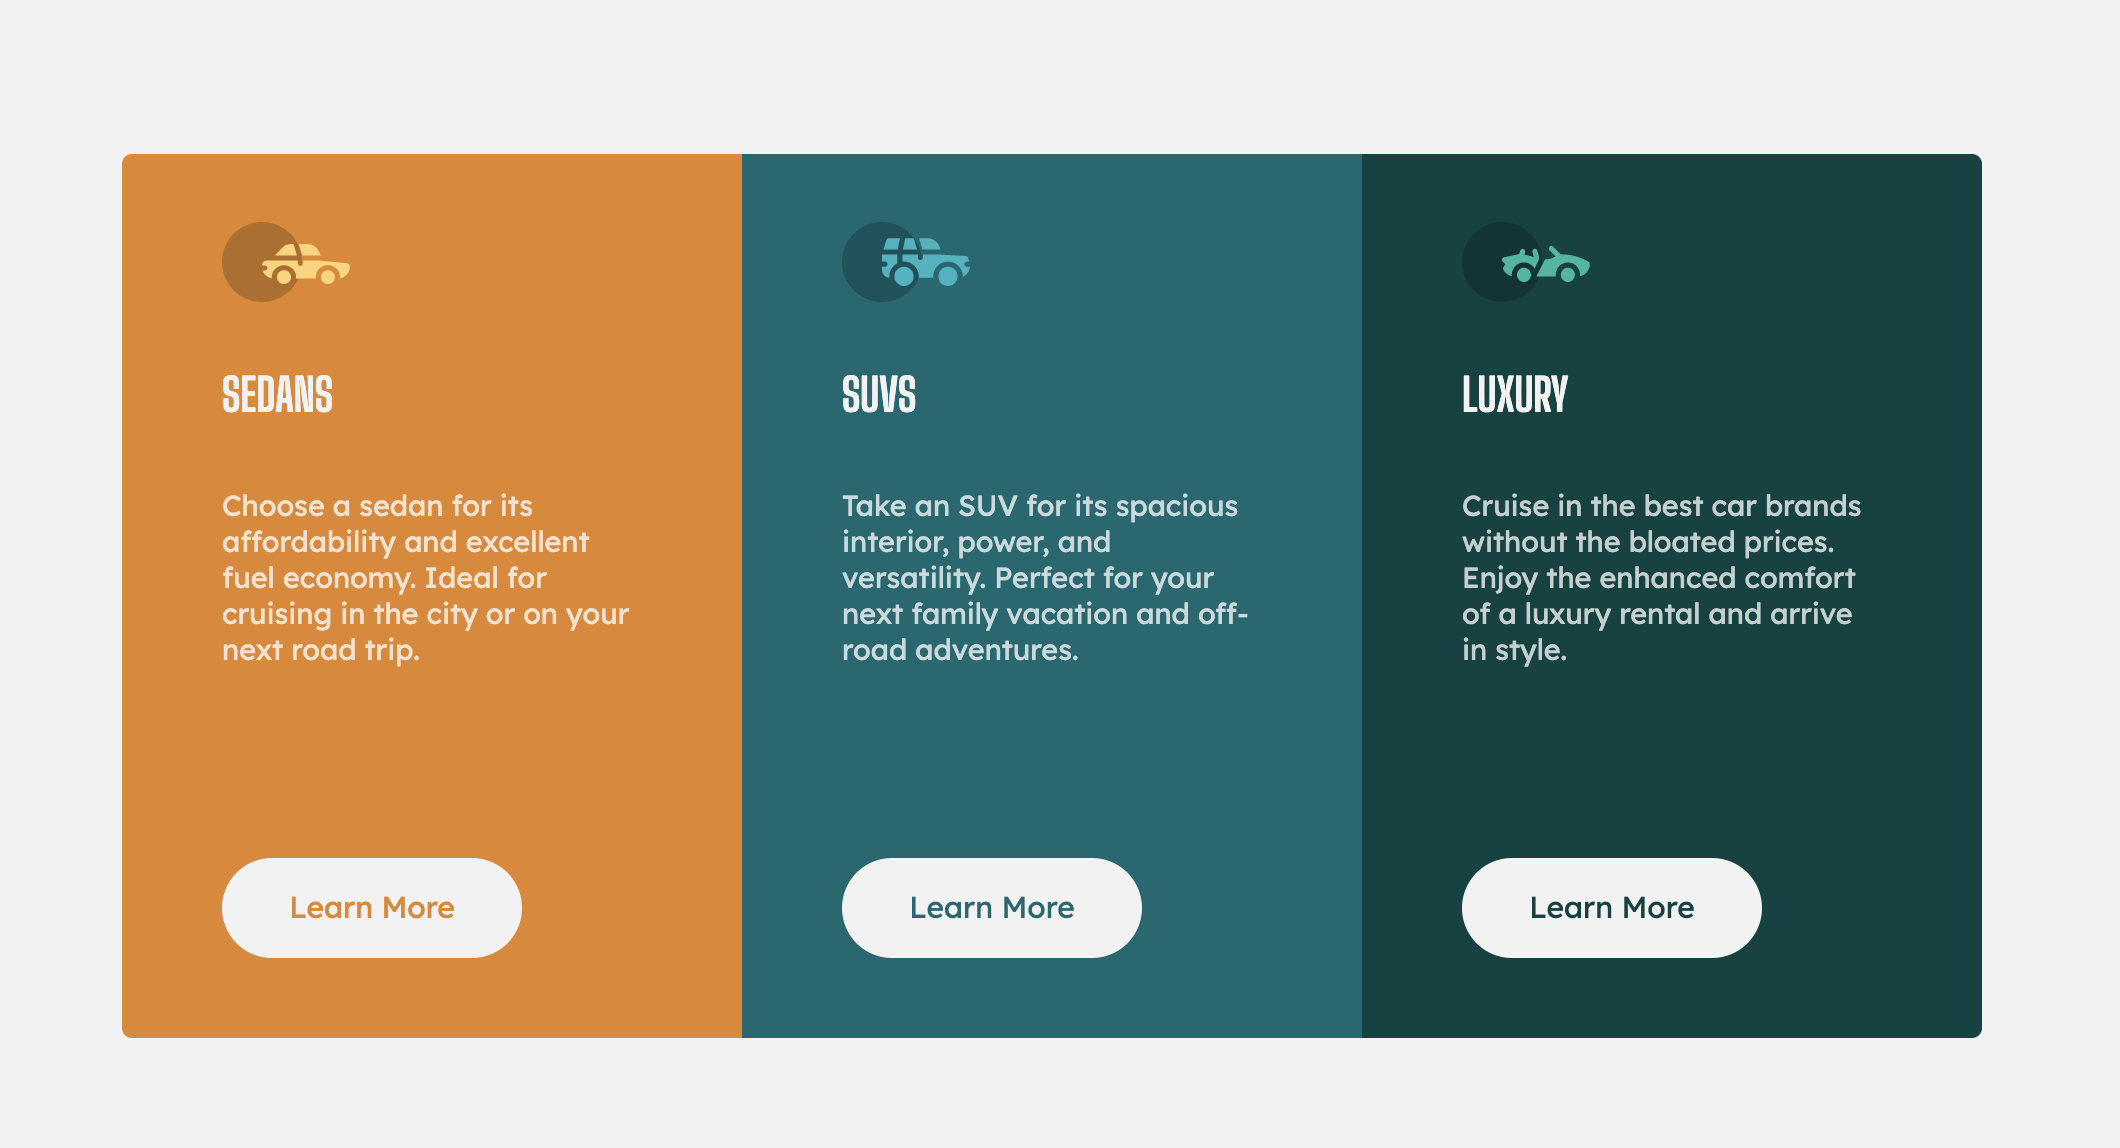 SEDANS
Choose a sedan for its
affordability and excellent
fuel economy. Ideal for
cruising in the city or on your
next road trip.
Learn More
SUVS
Take an SUV for its spacious
interior, power, and
versatility. Perfect for your
next family vacation and off-
road adventures.
Learn More
LUXURY
Cruise in the best car brands
without the bloated prices.
Enjoy the enhanced comfort
of a luxury rental and arrive
in style.
Learn More